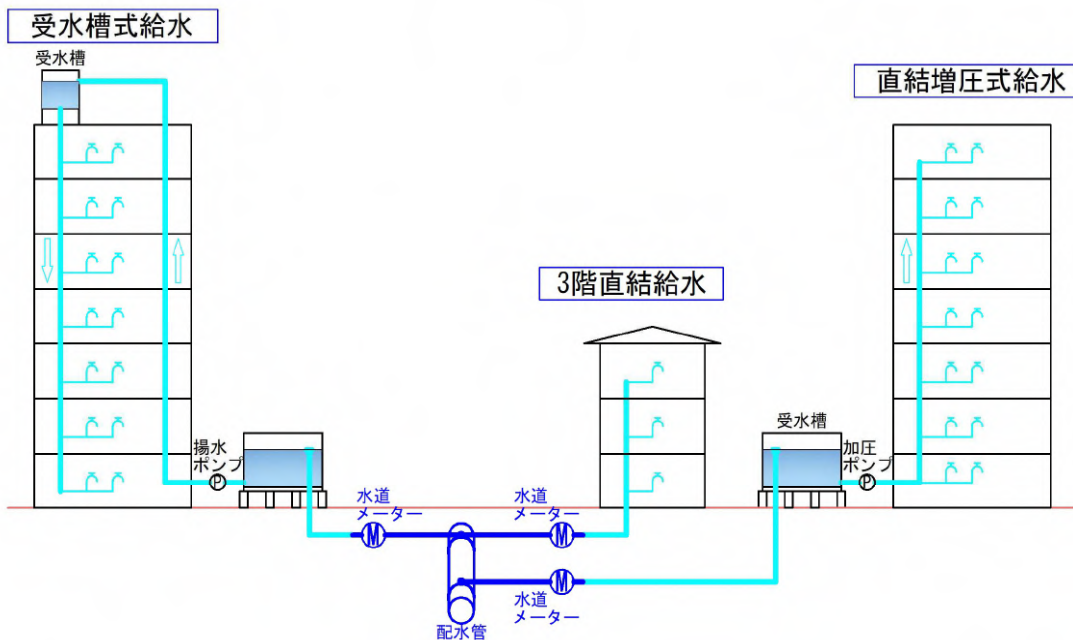 受水槽式給水
受水槽
直結増圧式給水
3階直結給水
揚水
ポンプ
P
受水槽
加圧
ポンプ
P
水道
メーター
M
水道
メーター
M
M
水道
メーター
配水管